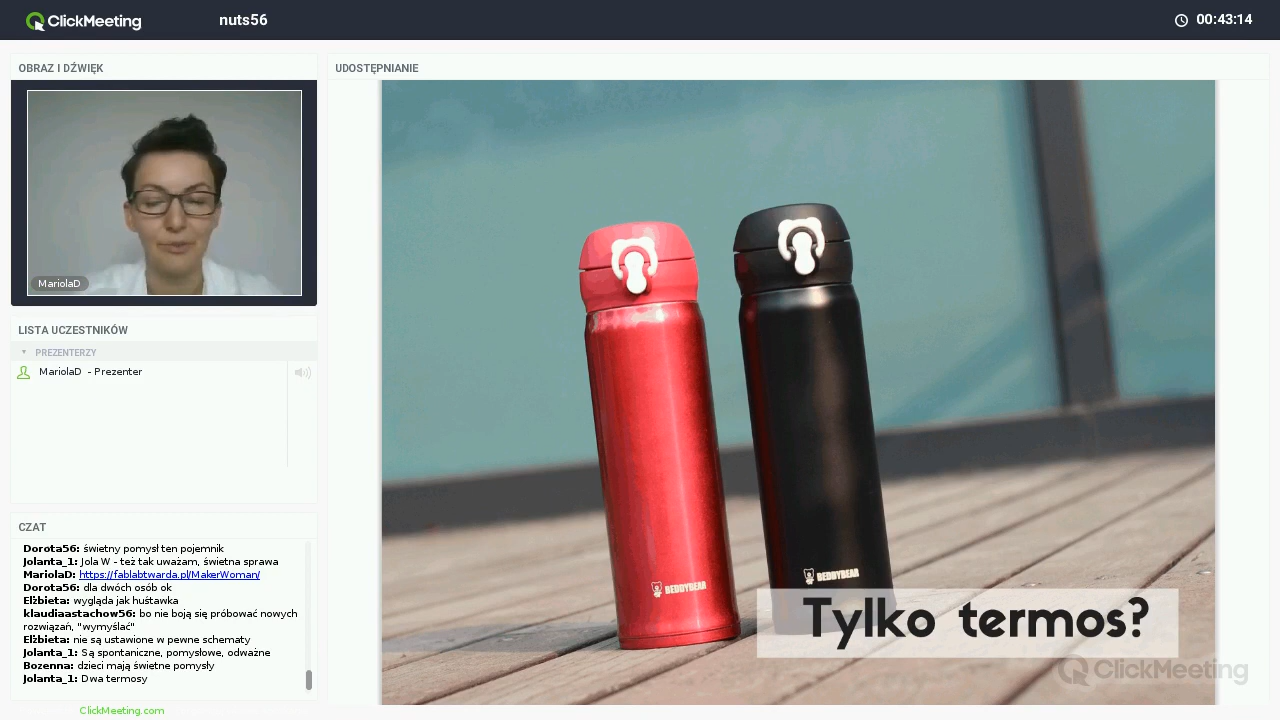 ClickMeeting
nuts56
00:43:14
OBRAZ I DŹWIĘK
MariolaD
LISTA UCZESTNIKÓW
PREZENTERZY
MariolaD - Prezenter
CZAT
Dorota56: świetny pomysł ten pojemnik
Jolanta_1: Jola W - też tak uważam, świetna sprawa
MariolaD: https://fablabtwarda.pl/MakerWoman/
Dorota56: dla dwóch osób ok
Elżbieta: wygląda jak huśtawka
klaudiaastachow56: bo nie boją się próbować nowych
rozwiązań, "wymyślać"
Elżbieta: nie są ustawione w pewne schematy
Jolanta_1: Są spontaniczne, pomysłowe, odważne
Bozenna: dzieci mają świetne pomysły
Jolanta_1: Dwa termosy
ClickMeeting.com
UDOSTĘPNIANIE
BEDDYBEAR
BEDDYBEAR
Tylko termos?
ClickMeeting